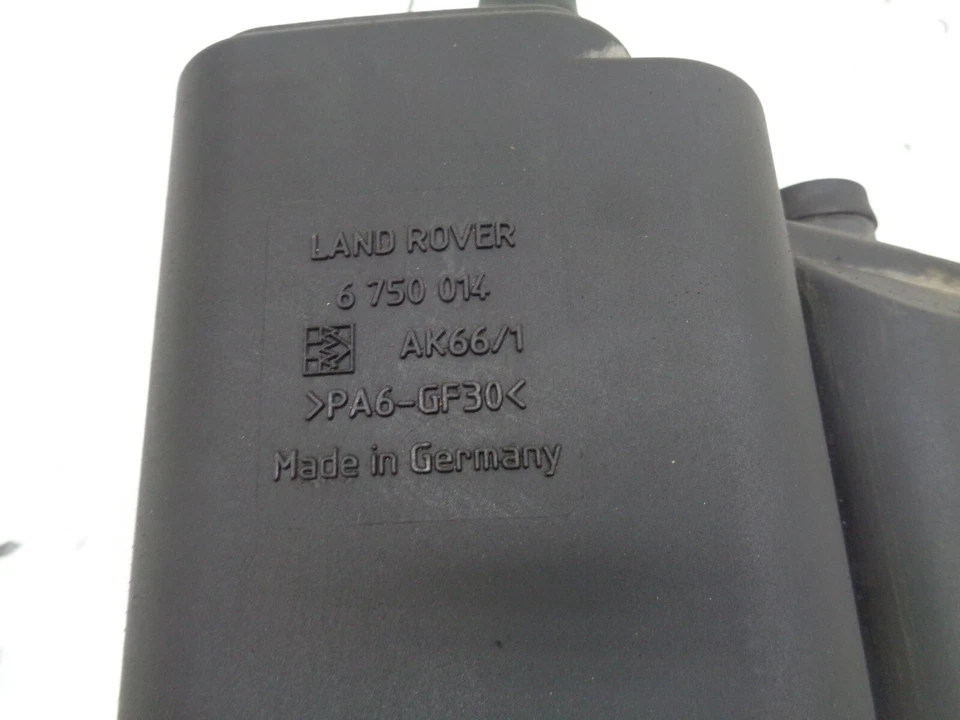 LAND ROVER
6 750 014
AK66/1
>PA6-GF30<
Made in Germany